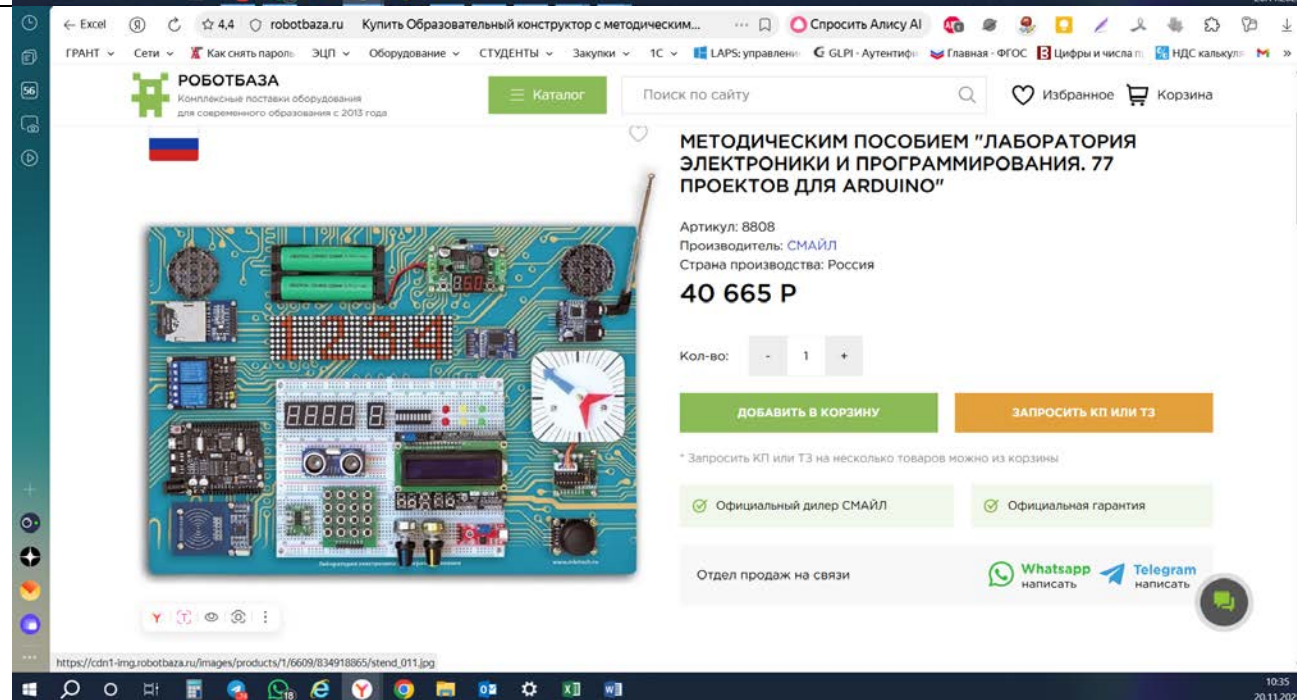 ← Excel
4,4
robotbaza.ru
Купить Образовательный конструктор с методическим...
Спросить Алису AI
ГРАНТ
Сети
Как снять пароль
ЭЦП
Оборудование
СТУДЕНТЫ
Закупки
1С
LAPS: управлени
GLPI - Аутентифи
Главная - ФГОС
Цифры и числа п
НДС калькул
»
56
РОБОТБАЗА
Комплексные поставки оборудования
для современного образования с 2013 года
Каталог
Поиск по сайту
Избранное
Корзина
МЕТОДИЧЕСКИМ ПОСОБИЕМ "ЛАБОРАТОРИЯ
ЭЛЕКТРОНИКИ И ПРОГРАММИРОВАНИЯ. 77
ПРОЕКТОВ ДЛЯ ARDUINO"
Артикул: 8808
Производитель: СМАЙЛ
Страна производства: Россия
40 665 Р
Кол-во:
- 1 +
ДОБАВИТЬ В КОРЗИНУ
ЗАПРОСИТЬ КП ИЛИ ТЗ
* Запросить КП или ТЗ на несколько товаров можно из корзины
Официальный дилер СМАЙЛ
Официальная гарантия
Отдел продаж на связи
Whatsapp
написать
Telegram
написать
1234
https://cdn1-img.robotbaza.ru/images/products/1/6609/834918865/stend_011.jpg
18
10:35